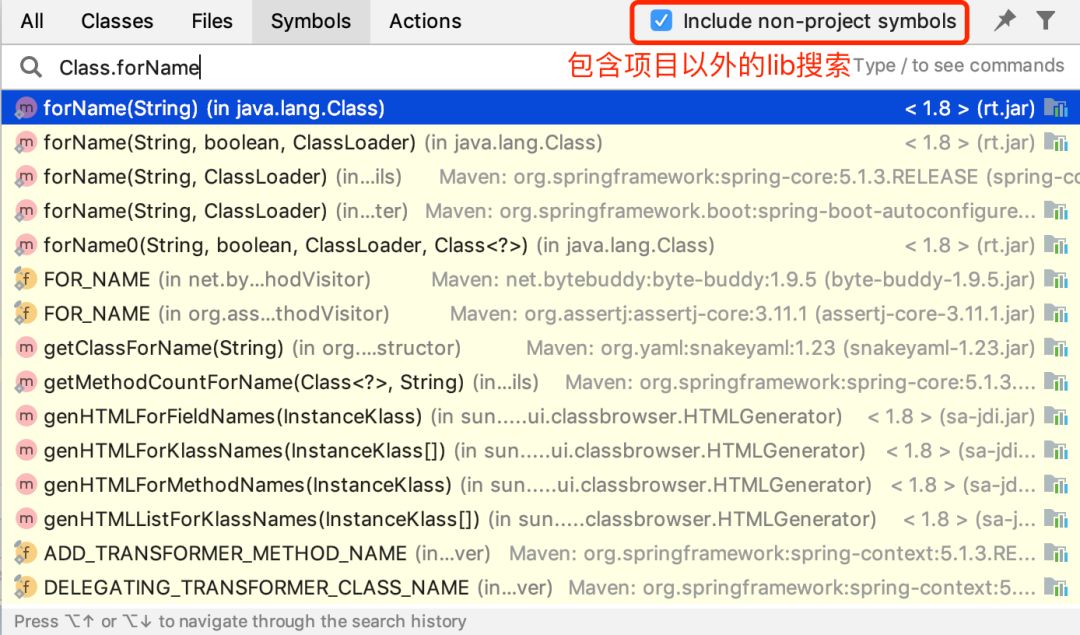 All Classes Files Symbols Actions Include non-project symbols
Class.forName 包含项目以外的lib搜索 Type / to see commands
m forName(String) (in java.lang.Class) < 1.8 > (rt.jar)
m forName(String, boolean, ClassLoader) (in java.lang.Class) < 1.8 > (rt.jar)
m forName(String, ClassLoader) (in...ils) Maven: org.springframework:spring-core:5.1.3.RELEASE (spring-co
m forName(String, ClassLoader) (in...ter) Maven: org.springframework.boot:spring-boot-autoconfigure...
m forName0(String, boolean, ClassLoader, Class<?>) (in java.lang.Class) < 1.8 > (rt.jar)
f FOR_NAME (in net.by...hodVisitor) Maven: net.bytebuddy:byte-buddy:1.9.5 (byte-buddy-1.9.5.jar)
f FOR_NAME (in org.ass...thodVisitor) Maven: org.assertj:assertj-core:3.11.1 (assertj-core-3.11.1.jar)
m getClassForName(String) (in org....structor) Maven: org.yaml:snakeyaml:1.23 (snakeyaml-1.23.jar)
m getMethodCountForName(Class<?>, String) (in...ils) Maven: org.springframework:spring-core:5.1.3....
m genHTMLForFieldNames(InstanceKlass) (in sun.....ui.classbrowser.HTMLGenerator) < 1.8 > (sa-jdi.jar)
m genHTMLForKlassNames(InstanceKlass[]) (in sun.....ui.classbrowser.HTMLGenerator) < 1.8 > (sa-jdi...
m genHTMLForMethodNames(InstanceKlass) (in sun.....ui.classbrowser.HTMLGenerator) < 1.8 > (sa-jd...
m genHTMLListForKlassNames(InstanceKlass[]) (in sun.....classbrowser.HTMLGenerator) < 1.8 > (sa-j...
f ADD_TRANSFORMER_METHOD_NAME (in...ver) Maven: org.springframework:spring-context:5.1.3.RE...
f DELEGATING_TRANSFORMER_CLASS_NAME (in...ver) Maven: org.springframework:spring-context:5....
Press ⌥↑ or ⌥↓ to navigate through the search history